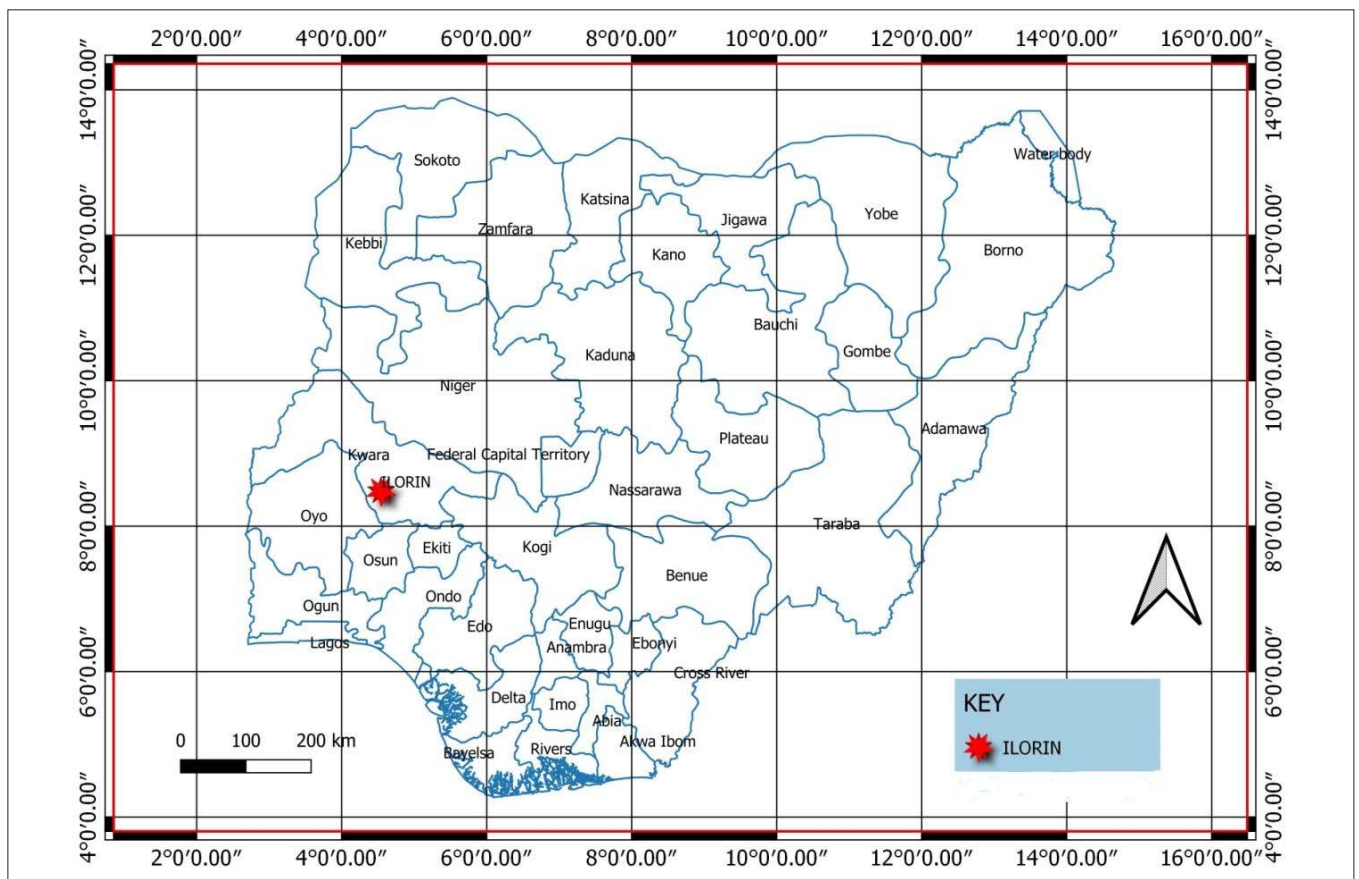 2°0′0.00″ 4°0′0.00″ 6°0′0.00″ 8°0′0.00″ 10°0′0.00″ 12°0′0.00″ 14°0′0.00″ 16°0′0.00″
14°0′0.00″ 14°0′0.00″
Water body
Sokoto
Katsina
Jigawa
Yobe
Zamfara
12°0′0.00″ 12°0′0.00″
Kebbi
Kano
Borno
Bauchi
Kaduna
Gombe
10°0′0.00″ 10°0′0.00″
Niger
Plateau
Adamawa
Kwara
Federal Capital Territory
ILORIN
Nassarawa
Oyo
Taraba
8°0′0.00″ 8°0′0.00″
Osun
Ekiti
Kogi
Benue
Ogun
Ondo
Edo
Enugu
Lagos
Anambra
Ebonyi
Cross River
6°0′0.00″ 6°0′0.00″
Delta
Imo
Abia
KEY
ILORIN
0 100 200 km
Bayelsa
Rivers
Akwa Ibom
4°0′0.00″ 4°0′0.00″
2°0′0.00″ 4°0′0.00″ 6°0′0.00″ 8°0′0.00″ 10°0′0.00″ 12°0′0.00″ 14°0′0.00″ 16°0′0.00″